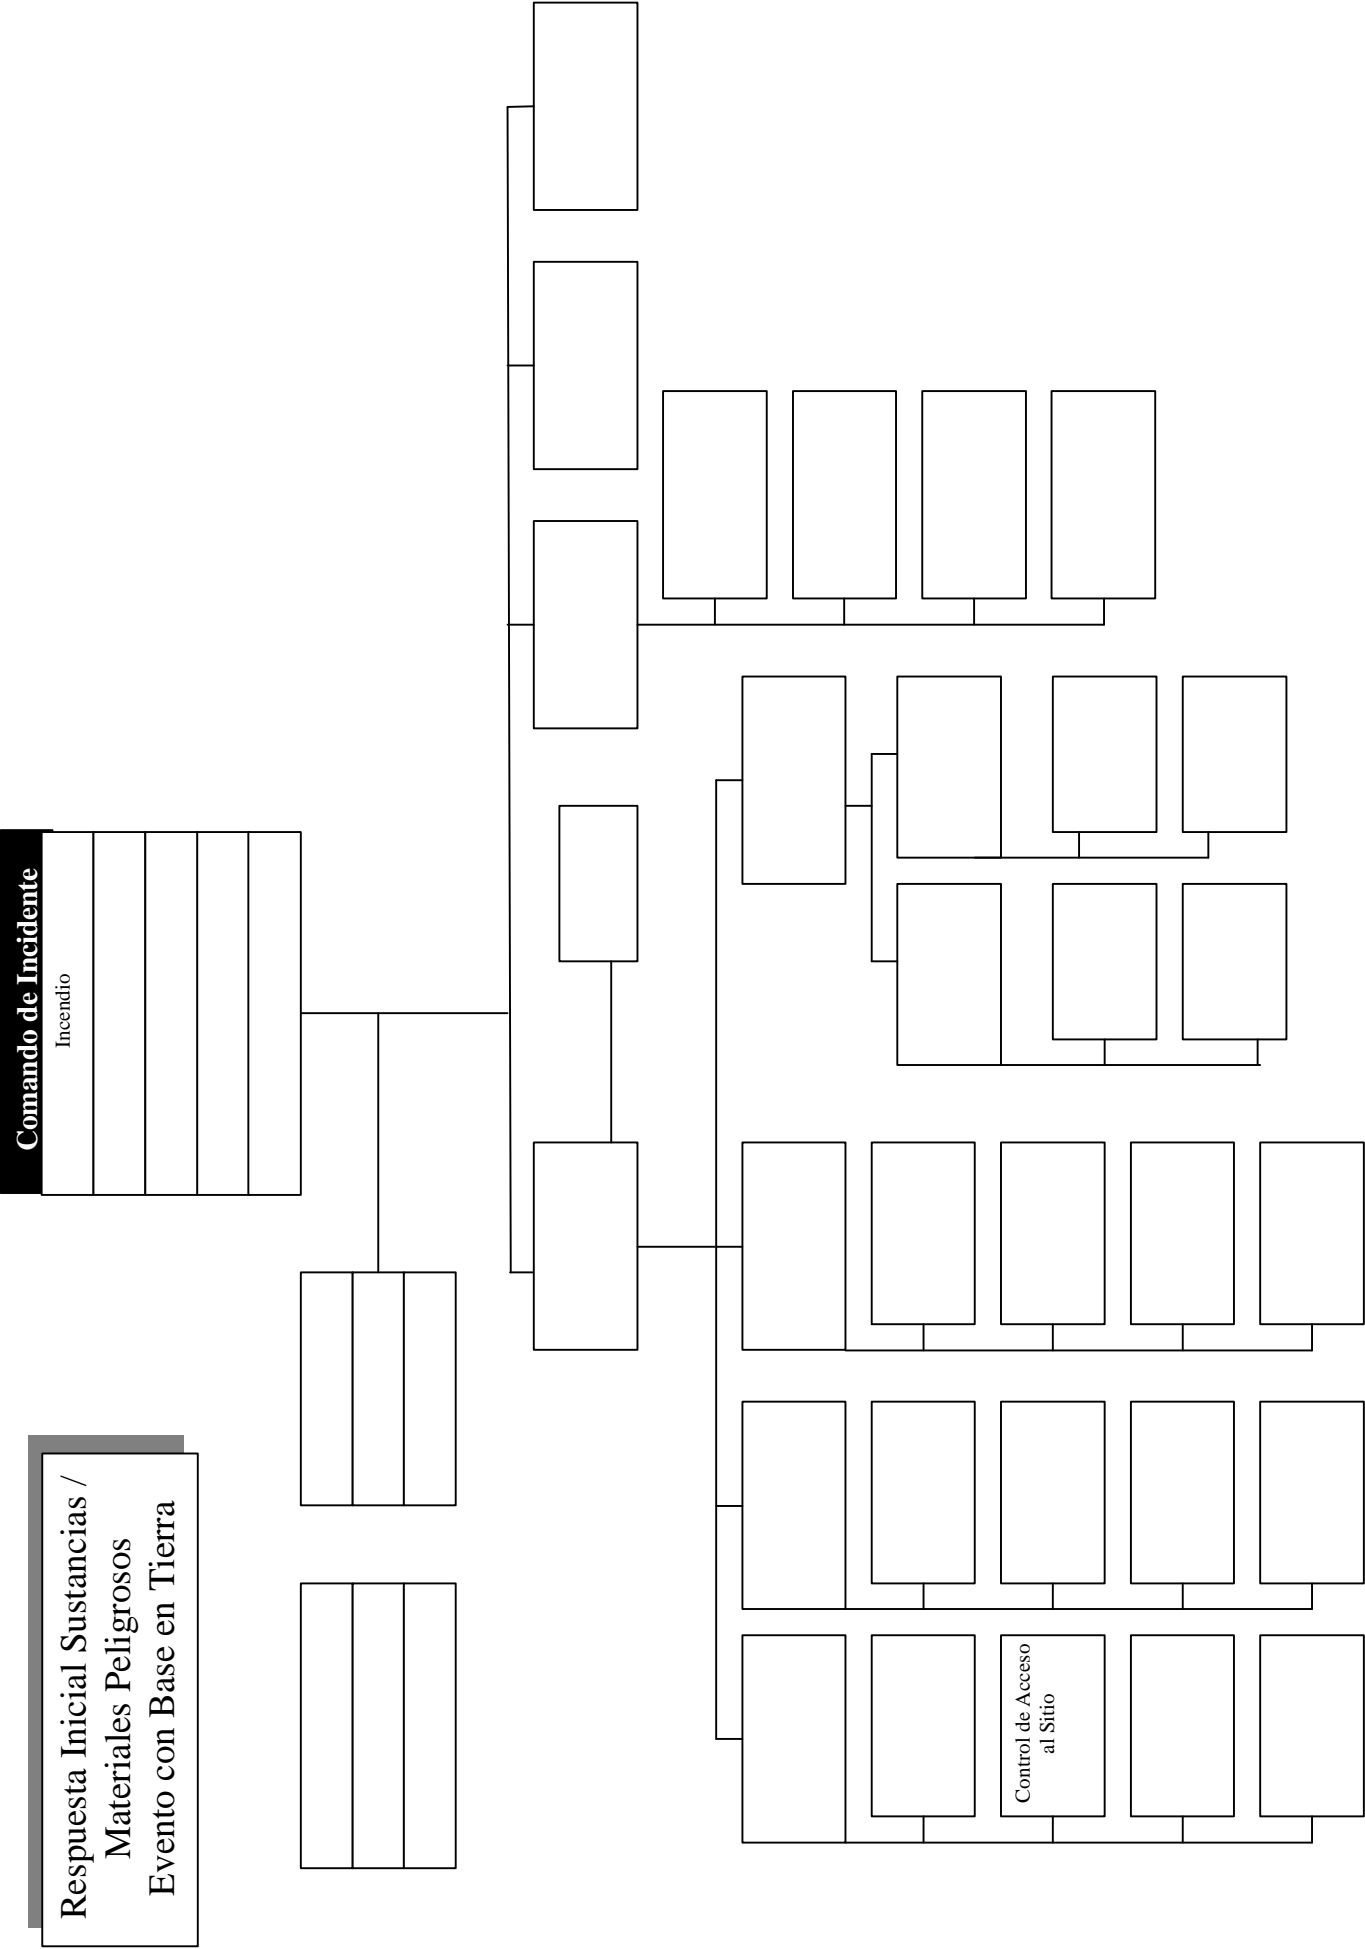 Respuesta Inicial Sustancias /
Materiales Peligrosos
Evento con Base en Tierra
Comando de Incidente
Incendio
Control de Acceso
al Sitio